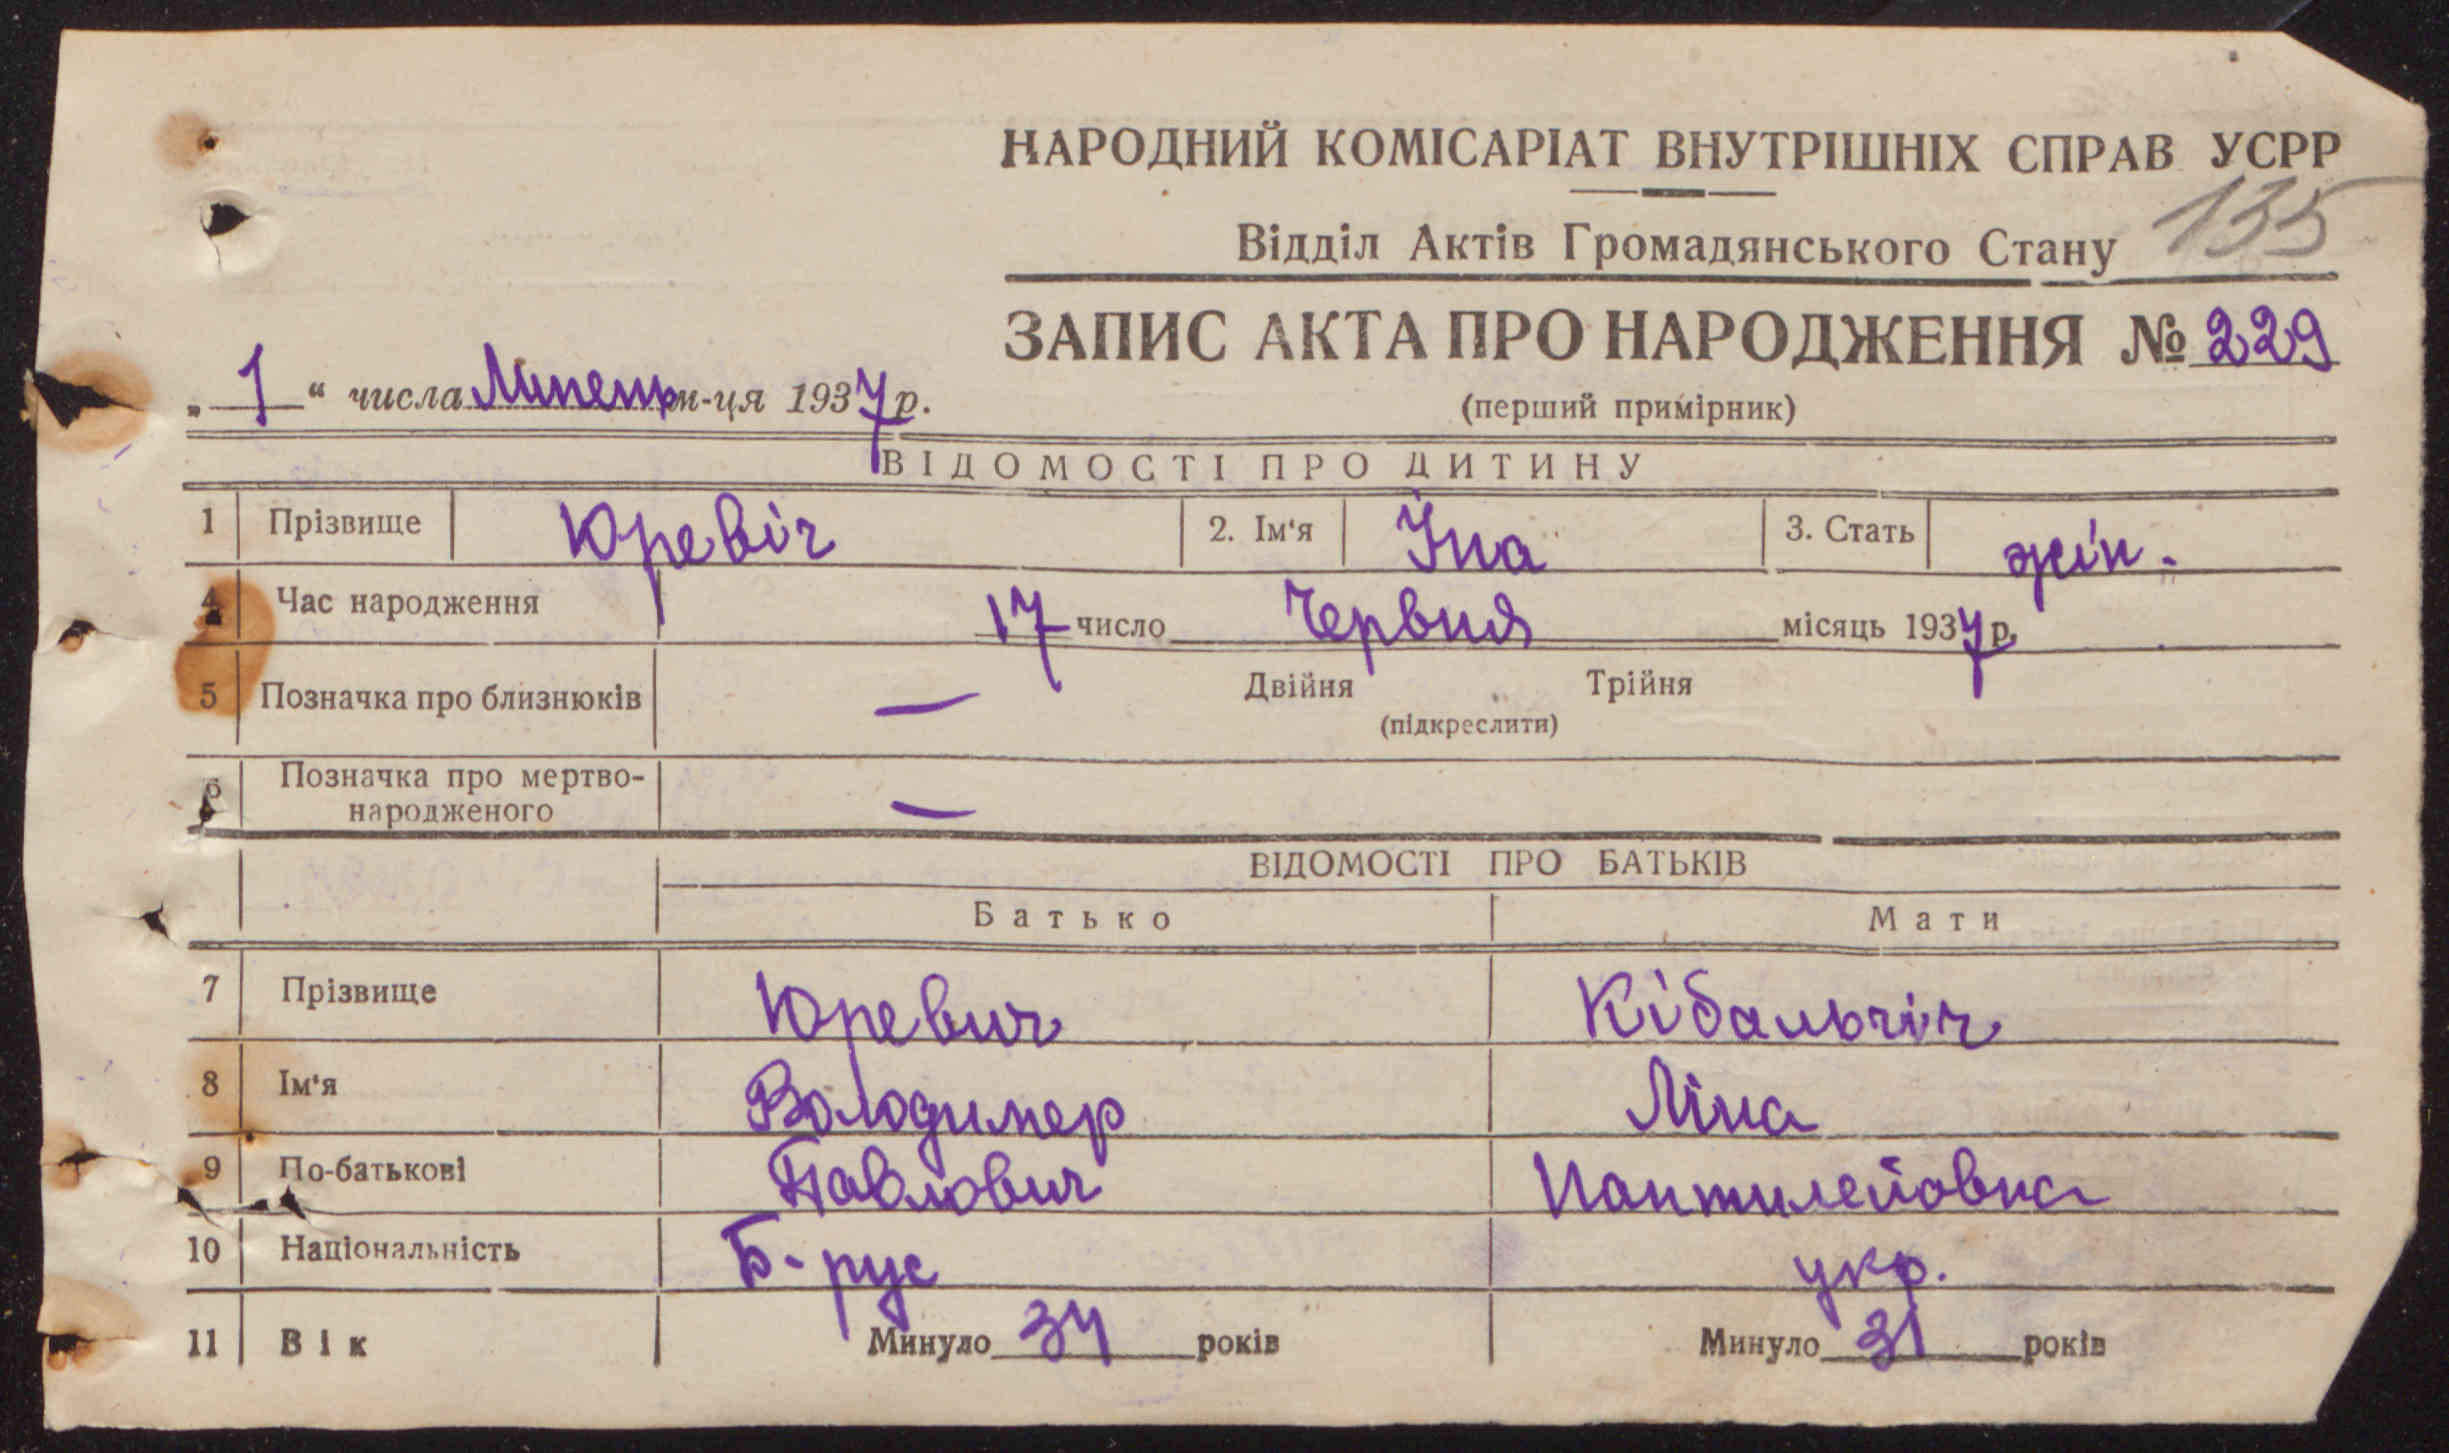 НАРОДНИЙ КОМІСАРІАТ ВНУТРІШНІХ СПРАВ УСРР
135
Відділ Актів Громадянського Стану
ЗАПИС АКТА ПРО НАРОДЖЕННЯ № 229
„ 1 “ числа Липень м-ця 1937 р.
(перший примірник)
ВІДОМОСТІ ПРО ДИТИНУ
1 Прізвище Юревіч 2. Ім'я Іна 3. Стать жін.
4 Час народження 17 число Червня місяць 1937 р.
5 Позначка про близнюків — Двійня Трійня
(підкреслити)
6 Позначка про мертво-
народженого —
ВІДОМОСТІ ПРО БАТЬКІВ
Батько Мати
7 Прізвище Юревич Кібальчіч
8 Ім'я Володимер Ліна
9 По-батькові Павлович Пантилейовна
10 Національність Б-рус укр.
11 Вік Минуло 34 років Минуло 31 років